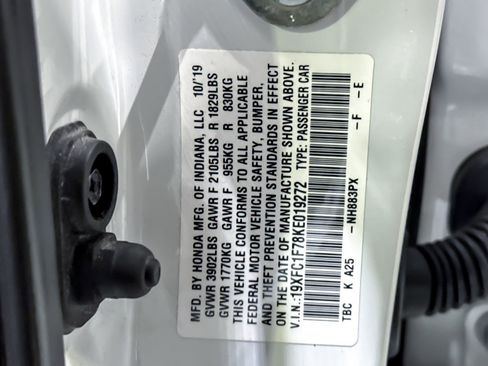 MFD. BY HONDA MFG. OF INDIANA, LLC 10/19
GVWR 3902LBS GAWR F 2105LBS R 1829LBS
GVWR 1770KG GAWR F 955KG R 830KG
THIS VEHICLE CONFORMS TO ALL APPLICABLE
FEDERAL MOTOR VEHICLE SAFETY, BUMPER,
AND THEFT PREVENTION STANDARDS IN EFFECT
ON THE DATE OF MANUFACTURE SHOWN ABOVE.
V.I.N.:19XFC1F78KE019272 TYPE: PASSENGER CAR
TBC K A25 -NH883PX -F -E